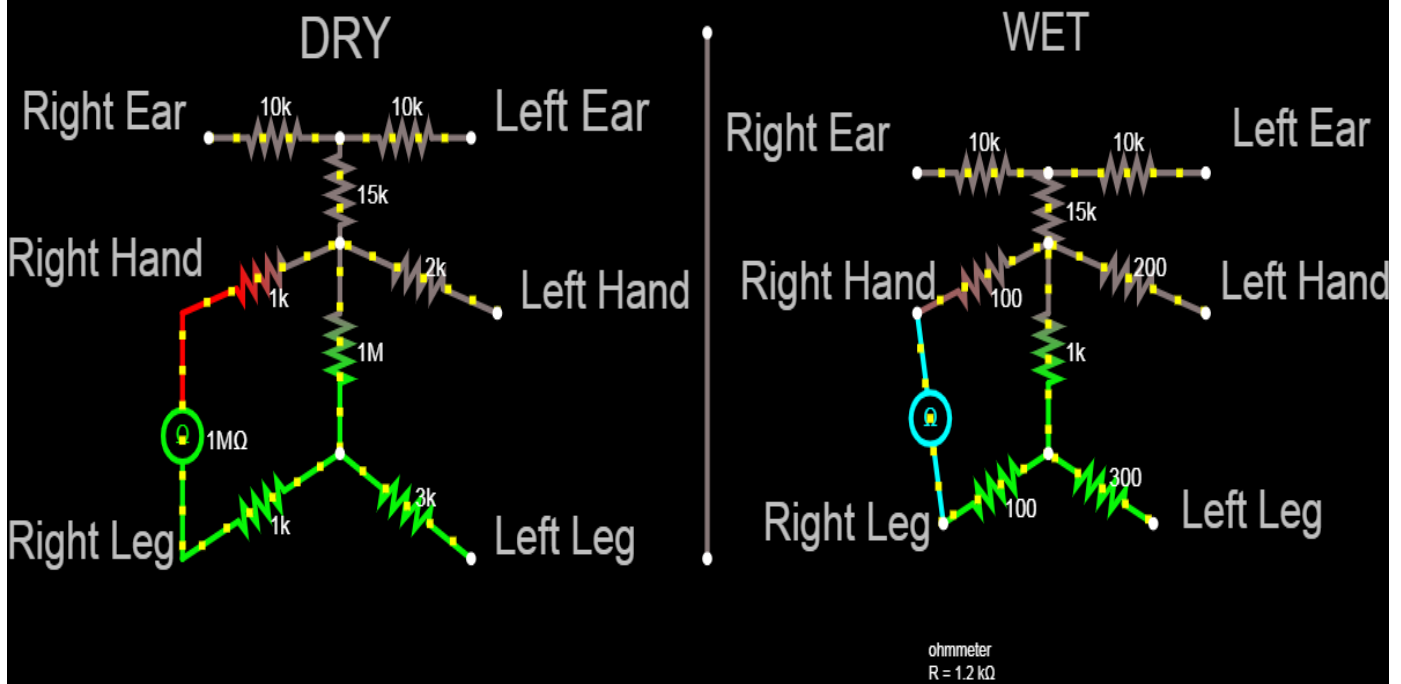 DRY
Right Ear
10k
10k
Left Ear
15k
Right Hand
1k
2k
Left Hand
1M
Ω
1MΩ
Right Leg
1k
3k
Left Leg
WET
Right Ear
10k
10k
Left Ear
15k
Right Hand
100
200
Left Hand
1k
Ω
Right Leg
100
300
Left Leg
ohmmeter
R = 1.2 kΩ